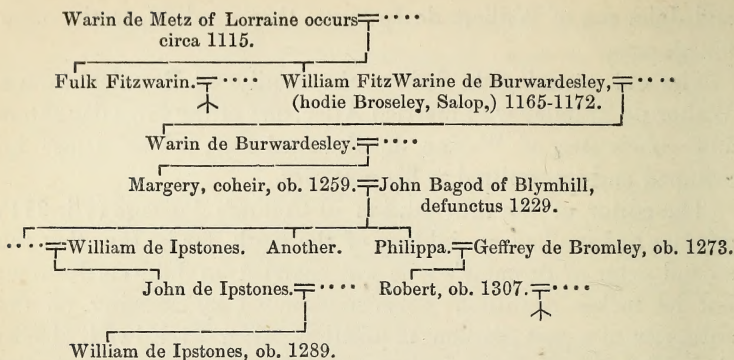 Warin de Metz of Lorraine occurs ....
circa 1115.
Fulk Fitzwarin. .... William FitzWarine de Burwardesley, ....
(hodie Broseley, Salop,) 1165-1172.
Warin de Burwardesley. ....
Margery, coheir, ob. 1259. John Bagod of Blymhill,
defunctus 1229.
.... William de Ipstones. Another. Philippa. Geffrey de Bromley, ob. 1273.
John de Ipstones. .... Robert, ob. 1307. ....
William de Ipstones, ob. 1289.